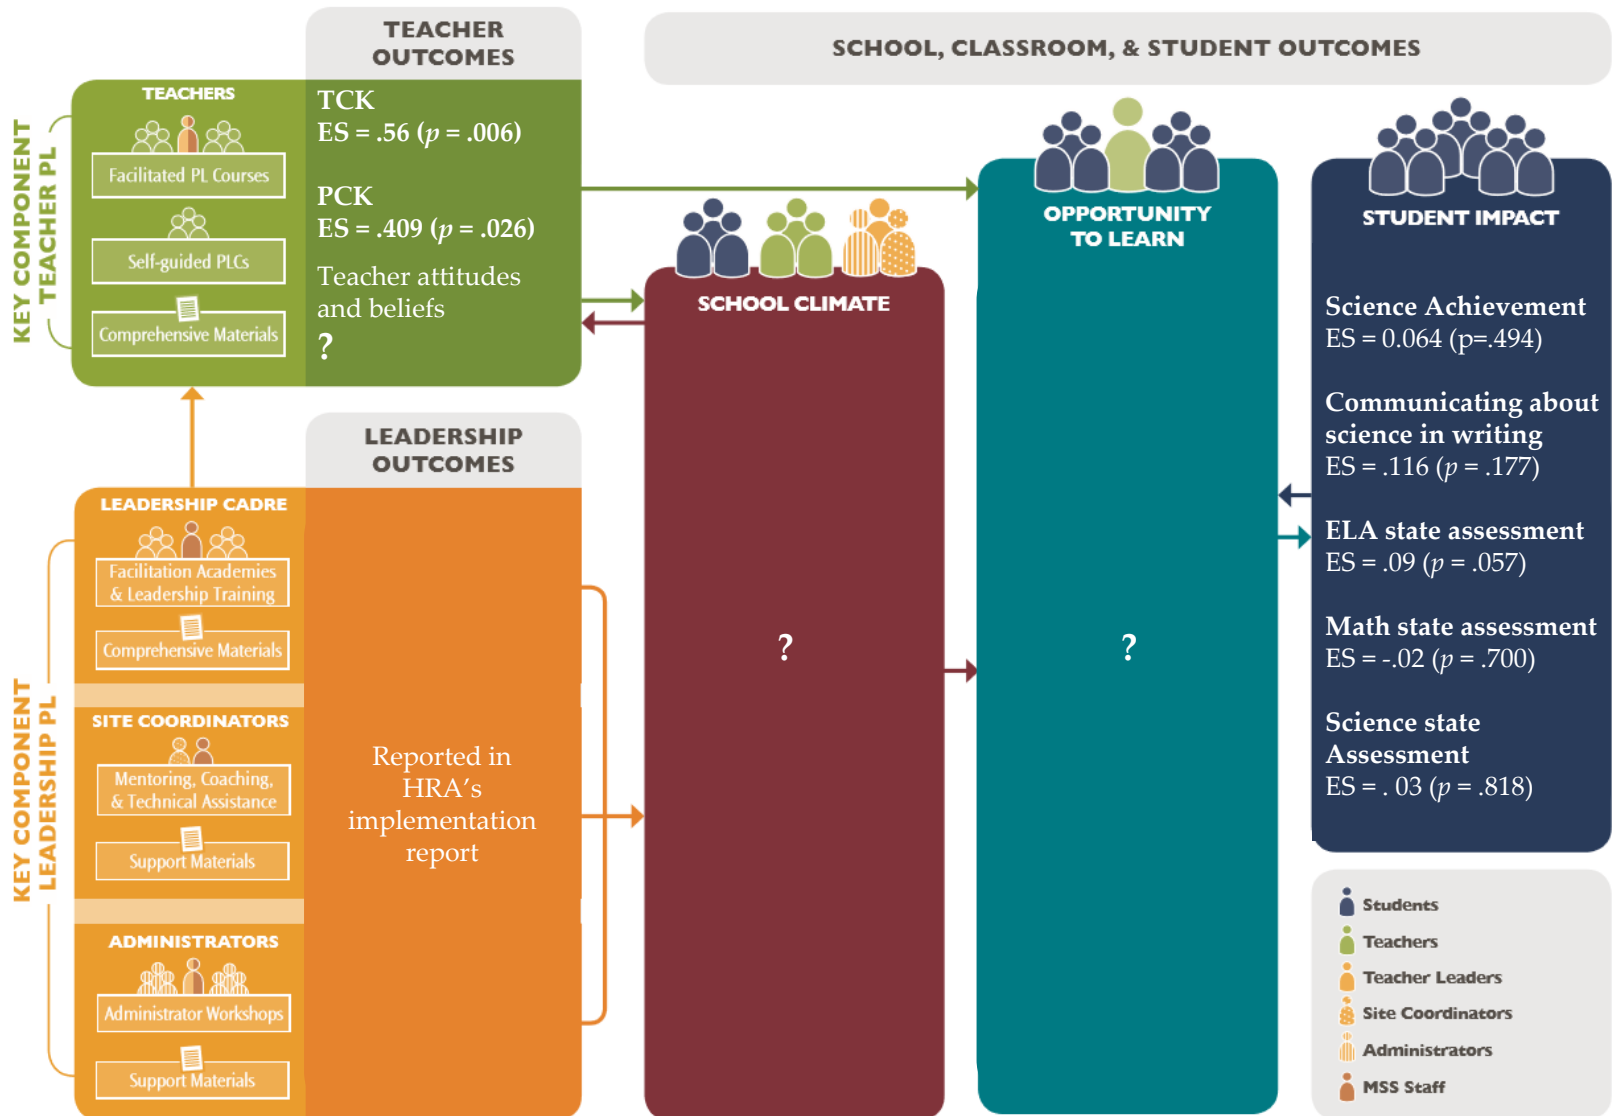 TEACHER
OUTCOMES
SCHOOL, CLASSROOM, & STUDENT OUTCOMES
KEY COMPONENT
TEACHER PL
TEACHERS
Facilitated PL Courses
Self-guided PLCs
Comprehensive Materials
TCK
ES = .56 (p = .006)
PCK
ES = .409 (p = .026)
Teacher attitudes
and beliefs
?
LEADERSHIP
OUTCOMES
KEY COMPONENT
LEADERSHIP PL
LEADERSHIP CADRE
Facilitation Academies
& Leadership Training
Comprehensive Materials
SITE COORDINATORS
Mentoring, Coaching,
& Technical Assistance
Support Materials
ADMINISTRATORS
Administrator Workshops
Support Materials
Reported in
HRA's
implementation
report
SCHOOL CLIMATE
?
OPPORTUNITY
TO LEARN
?
STUDENT IMPACT
Science Achievement
ES = 0.064 (p=.494)
Communicating about
science in writing
ES = .116 (p = .177)
ELA state assessment
ES = .09 (p = .057)
Math state assessment
ES = -.02 (p = .700)
Science state
Assessment
ES = . 03 (p = .818)
Students
Teachers
Teacher Leaders
Site Coordinators
Administrators
MSS Staff